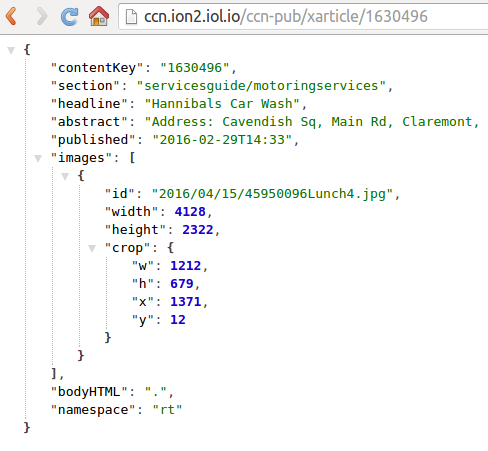 ccn.ion2.iol.io/ccn-pub/xarticle/1630496
{
"contentKey": "1630496",
"section": "servicesguide/motoringservices",
"headline": "Hannibals Car Wash",
"abstract": "Address: Cavendish Sq, Main Rd, Claremont,
"published": "2016-02-29T14:33",
"images": [
{
"id": "2016/04/15/45950096Lunch4.jpg",
"width": 4128,
"height": 2322,
"crop": {
"w": 1212,
"h": 679,
"x": 1371,
"y": 12
}
}
],
"bodyHTML": ".",
"namespace": "rt"
}